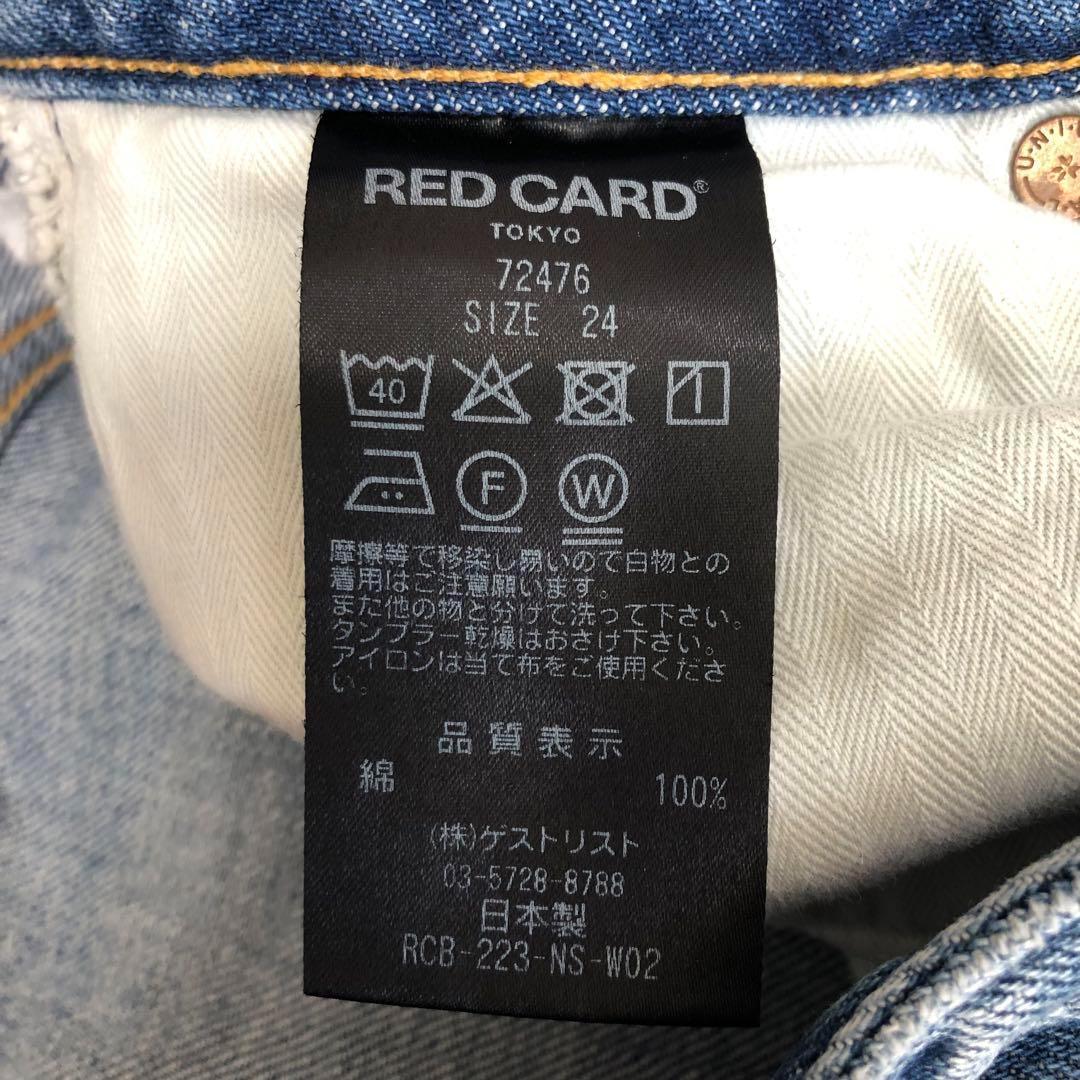 RED CARD®
TOKYO
72476
SIZE 24
40
F W
摩擦等で移染し易いので白物との
着用はご注意願います。
また他の物と分けて洗って下さい。
タンブラー乾燥はおさけ下さい。
アイロンは当て布をご使用くださ
い。
品質表示
綿 100%
(株)ゲストリスト
03-5728-8788
日本製
RCB-223-NS-W02
U·N·I